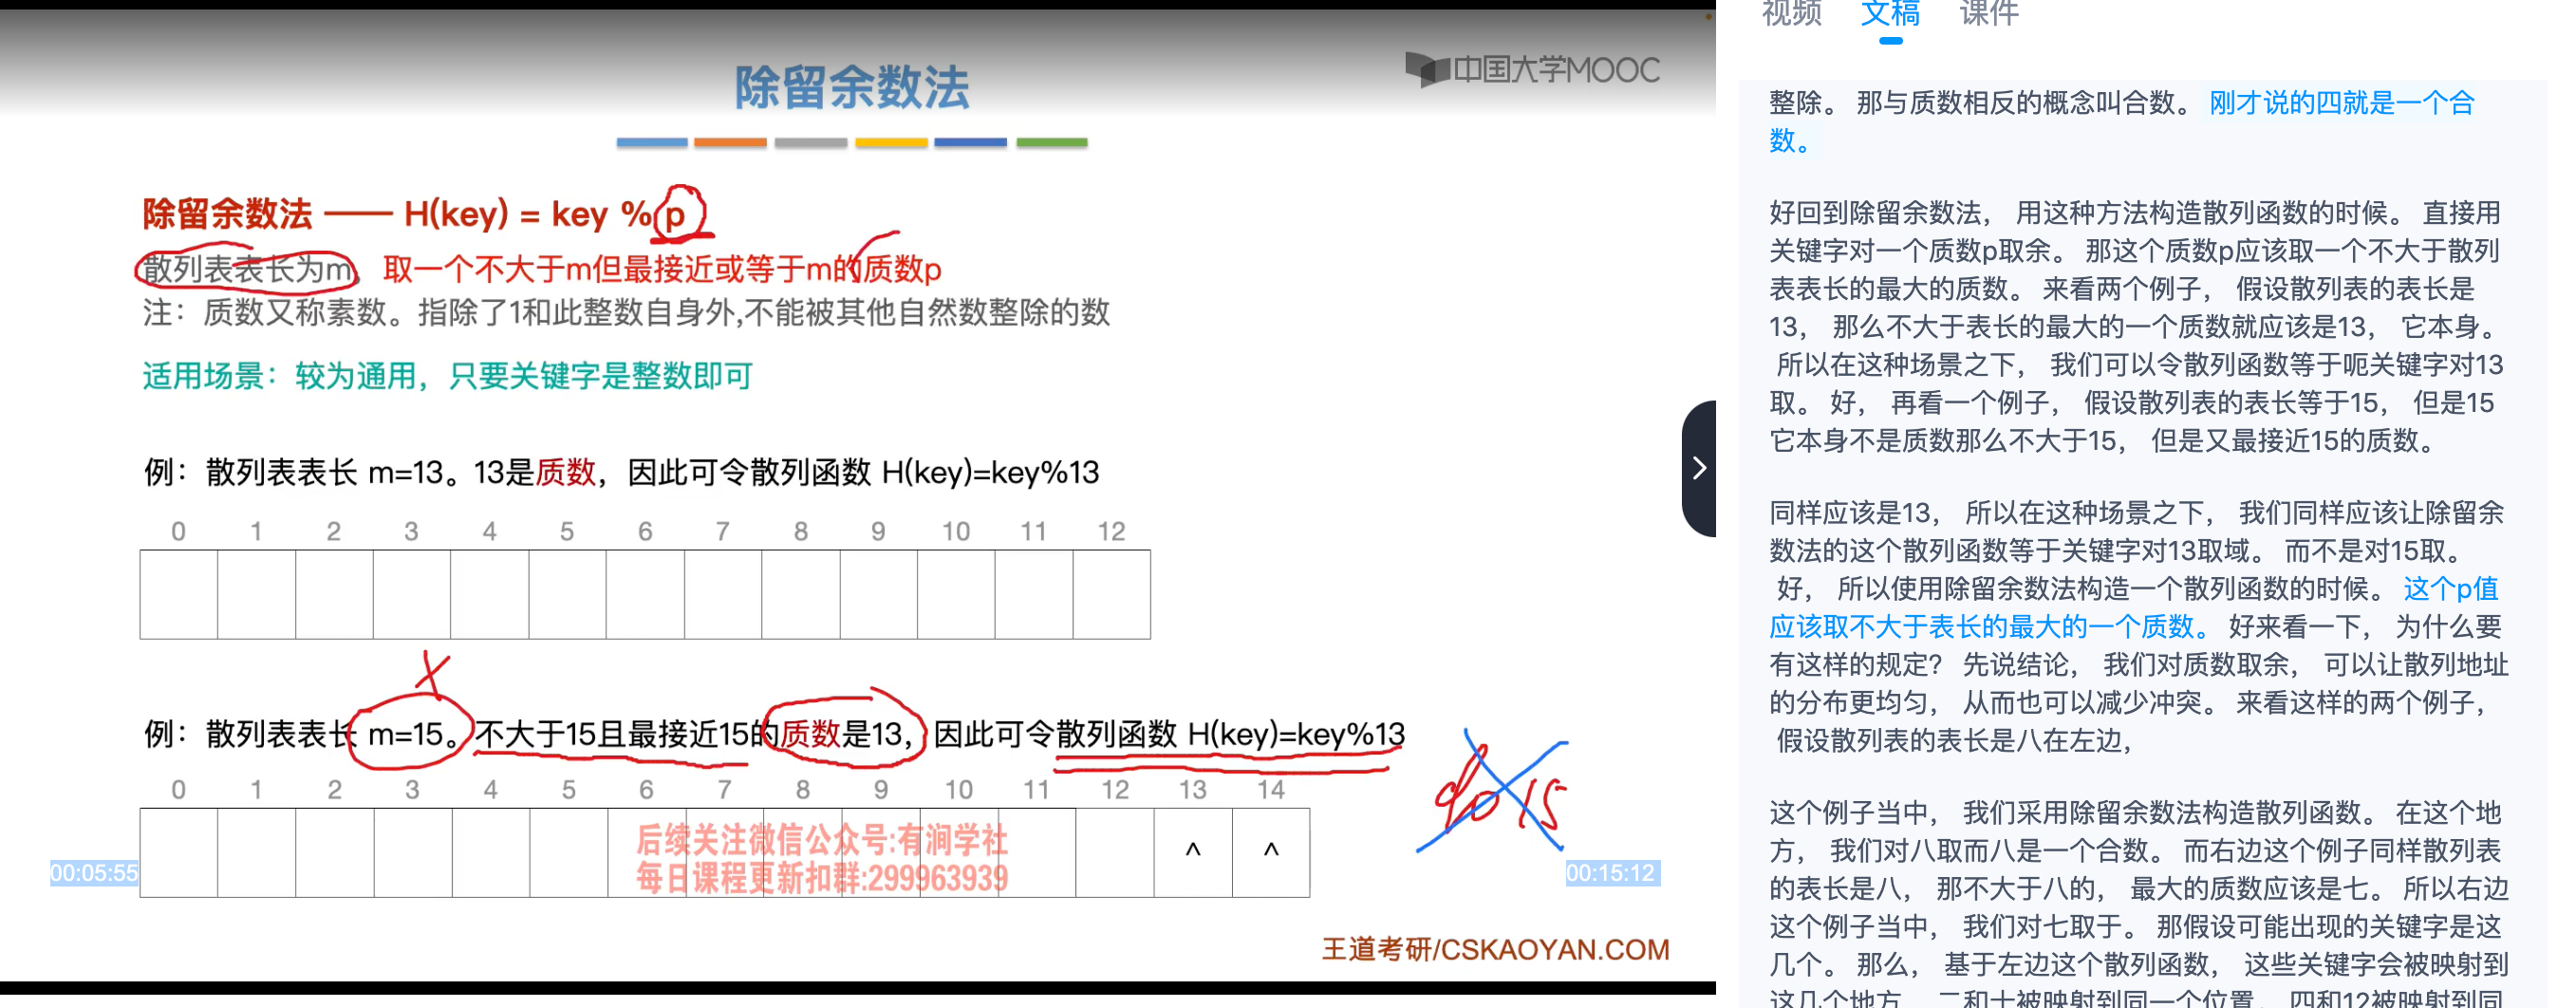 除留余数法
中国大学MOOC
除留余数法 —— H(key) = key % p
散列表表长为m，取一个不大于m但最接近或等于m的质数p
注：质数又称素数。指除了1和此整数自身外,不能被其他自然数整除的数
适用场景：较为通用，只要关键字是整数即可
例：散列表表长 m=13。13是质数，因此可令散列函数 H(key)=key%13
0 1 2 3 4 5 6 7 8 9 10 11 12
例：散列表表长 m=15。不大于15且最接近15的质数是13，因此可令散列函数 H(key)=key%13
0 1 2 3 4 5 6 7 8 9 10 11 12 13 14
^ ^
%15
后续关注微信公众号:有涧学社
每日课程更新扣群:299963939
00:05:55
00:15:12
王道考研/CSKAOYAN.COM
视频 文稿 课件
整除。 那与质数相反的概念叫合数。 刚才说的四就是一个合
数。
好回到除留余数法， 用这种方法构造散列函数的时候。 直接用
关键字对一个质数p取余。 那这个质数p应该取一个不大于散列
表表长的最大的质数。 来看两个例子， 假设散列表的表长是
13， 那么不大于表长的最大的一个质数就应该是13， 它本身。
所以在这种场景之下， 我们可以令散列函数等于呃关键字对13
取。 好， 再看一个例子， 假设散列表的表长等于15， 但是15
它本身不是质数那么不大于15， 但是又最接近15的质数。
同样应该是13， 所以在这种场景之下， 我们同样应该让除留余
数法的这个散列函数等于关键字对13取域。 而不是对15取。
好， 所以使用除留余数法构造一个散列函数的时候。 这个p值
应该取不大于表长的最大的一个质数。 好来看一下， 为什么要
有这样的规定? 先说结论， 我们对质数取余， 可以让散列地址
的分布更均匀， 从而也可以减少冲突。 来看这样的两个例子，
假设散列表的表长是八在左边，
这个例子当中， 我们采用除留余数法构造散列函数。 在这个地
方， 我们对八取而八是一个合数。 而右边这个例子同样散列表
的表长是八， 那不大于八的， 最大的质数应该是七。 所以右边
这个例子当中， 我们对七取于。 那假设可能出现的关键字是这
几个。 那么， 基于左边这个散列函数， 这些关键字会被映射到
这几个地方， 二和十被映射到同一个位置， 四和12被映射到同